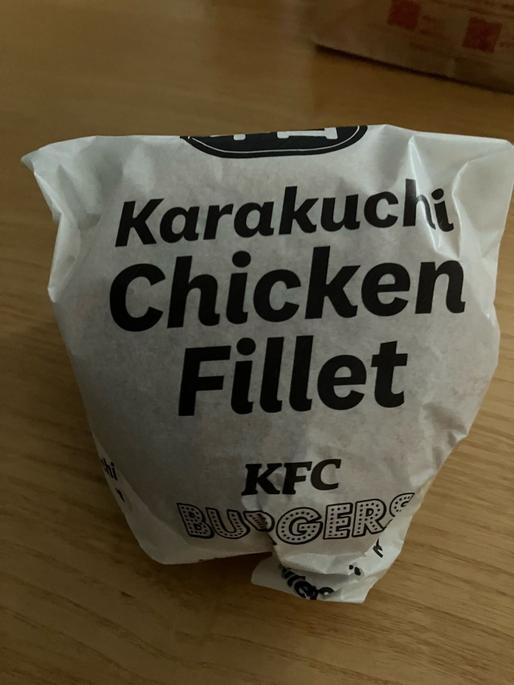 Karakuchi
Chicken
Fillet
KFC
BURGERS